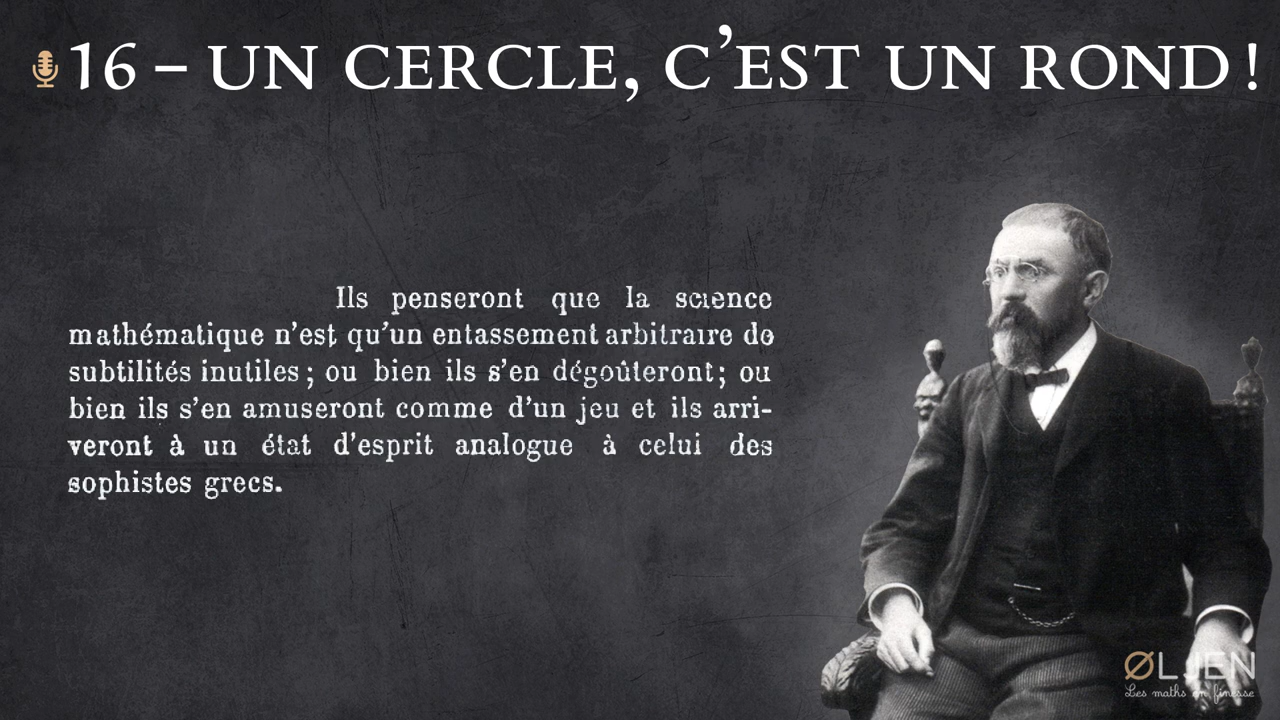 16 – UN CERCLE, C’EST UN ROND !
Ils penseront que la science
mathématique n’est qu’un entassement arbitraire de
subtilités inutiles ; ou bien ils s’en dégoûteront ; ou
bien ils s’en amuseront comme d’un jeu et ils arri-
veront à un état d’esprit analogue à celui des
sophistes grecs.
ØLJEN
Les maths en finesse